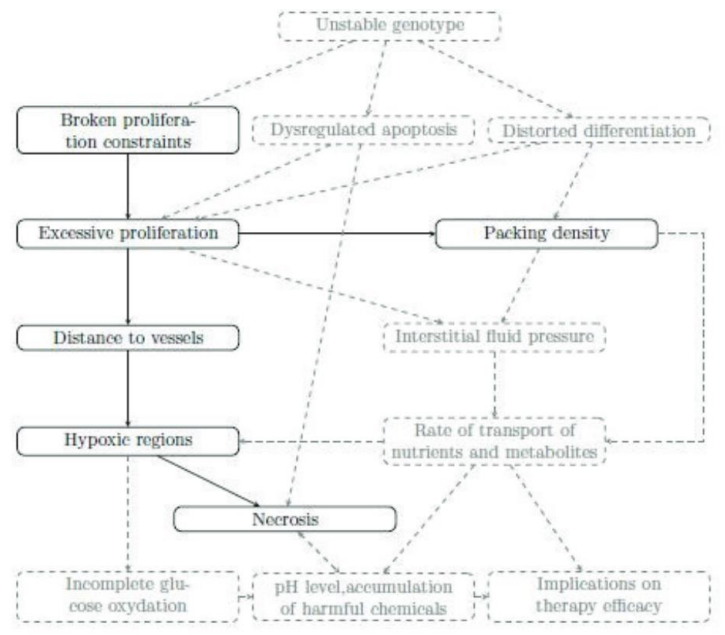 Unstable genotype
Broken prolifera-
tion constraints
Dysregulated apoptosis
Distorted differentiation
Excessive proliferation
Packing density
Distance to vessels
Interstitial fluid pressure
Hypoxic regions
Rate of transport of
nutrients and metabolites
Necrosis
Incomplete glu-
cose oxydation
pH level,accumulation
of harmful chemicals
Implications on
therapy efficacy